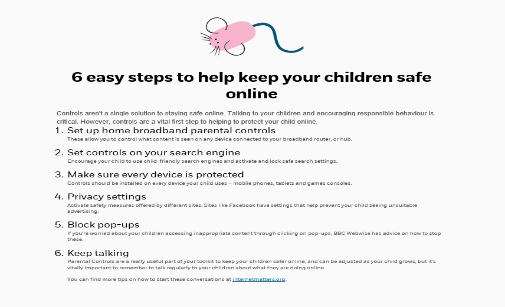 6 easy steps to help keep your children safe
online
Controls aren't a single solution to staying safe online. Talking to your children and encouraging responsible behaviour is
critical. However, controls are a vital first step to helping to protect your child online.
1. Set up home broadband parental controls
These allow you to control what content is seen on any device connected to your broadband router, or hub.
2. Set controls on your search engine
Encourage your child to use child-friendly search engines and activate and lock safe search settings.
3. Make sure every device is protected
Controls should be installed on every device your child uses – mobile phones, tablets and games consoles.
4. Privacy settings
Activate safety measures offered by different sites. Sites like Facebook have settings that help prevent your child seeing unsuitable
advertising.
5. Block pop-ups
If you're worried about your children accessing inappropriate content through clicking on pop-ups, BBC Webwise has advice on how to stop
these.
6. Keep talking
Parental Controls are a really useful part of your toolkit to keep your children safer online, and can be adjusted as your child grows, but it's
vitally important to remember to talk regularly to your children about what they are doing online.
You can find more tips on how to start these conversations at internetmatters.org.